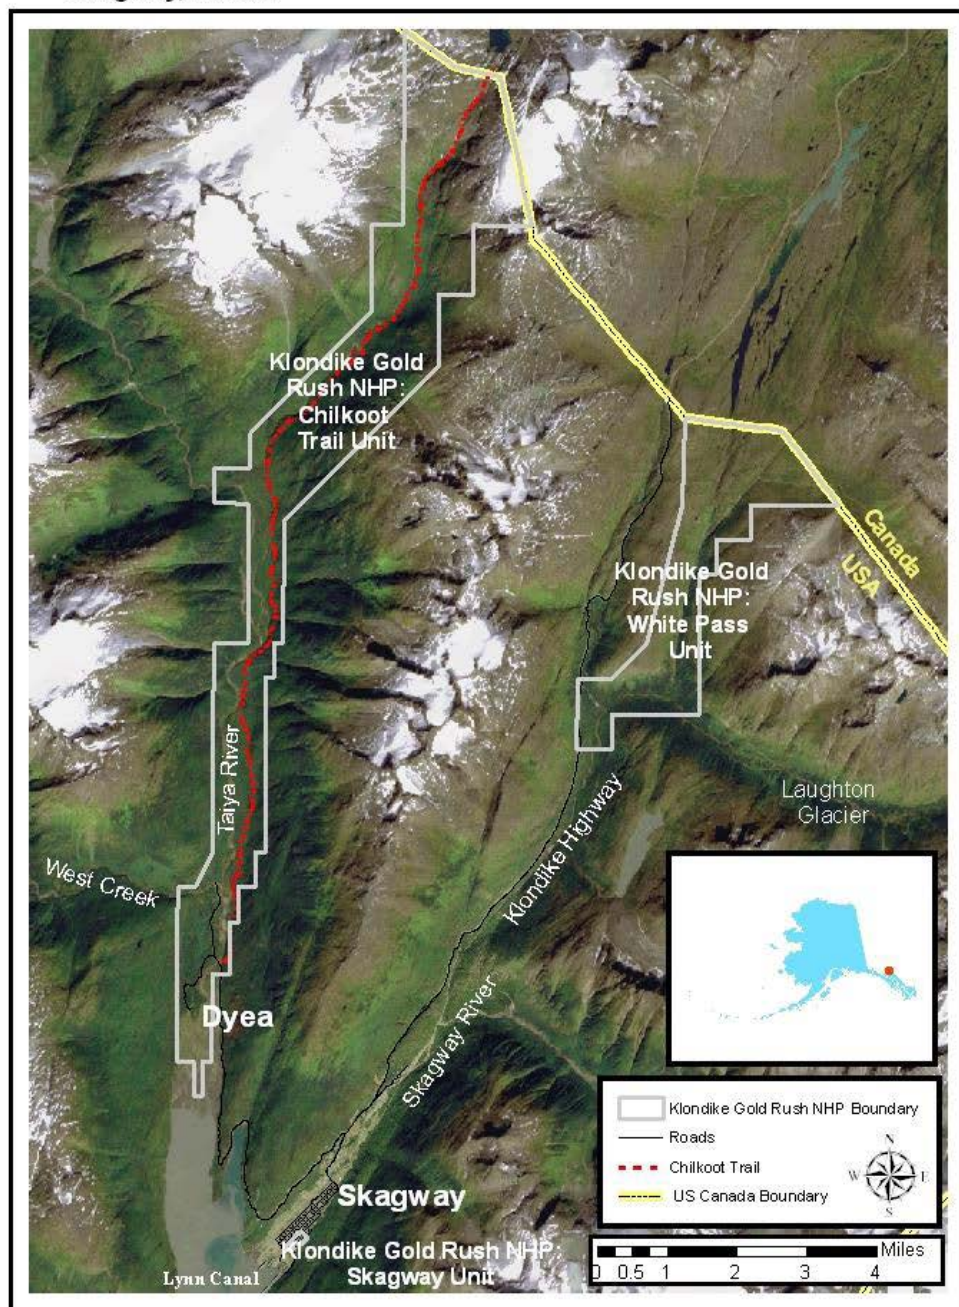 Klondike Gold
Rush NHP:
Chilkoot
Trail Unit
Canada
USA
Klondike Gold
Rush NHP:
White Pass
Unit
Taiya River
Laughton
Glacier
Klondike Highway
West Creek
Dyea
Skagway River
Klondike Gold Rush NHP Boundary
Roads
Chilkoot Trail
US Canada Boundary
N
W E
S
Skagway
Klondike Gold Rush NHP:
Skagway Unit
Lynn Canal
Miles
0 0.5 1 2 3 4